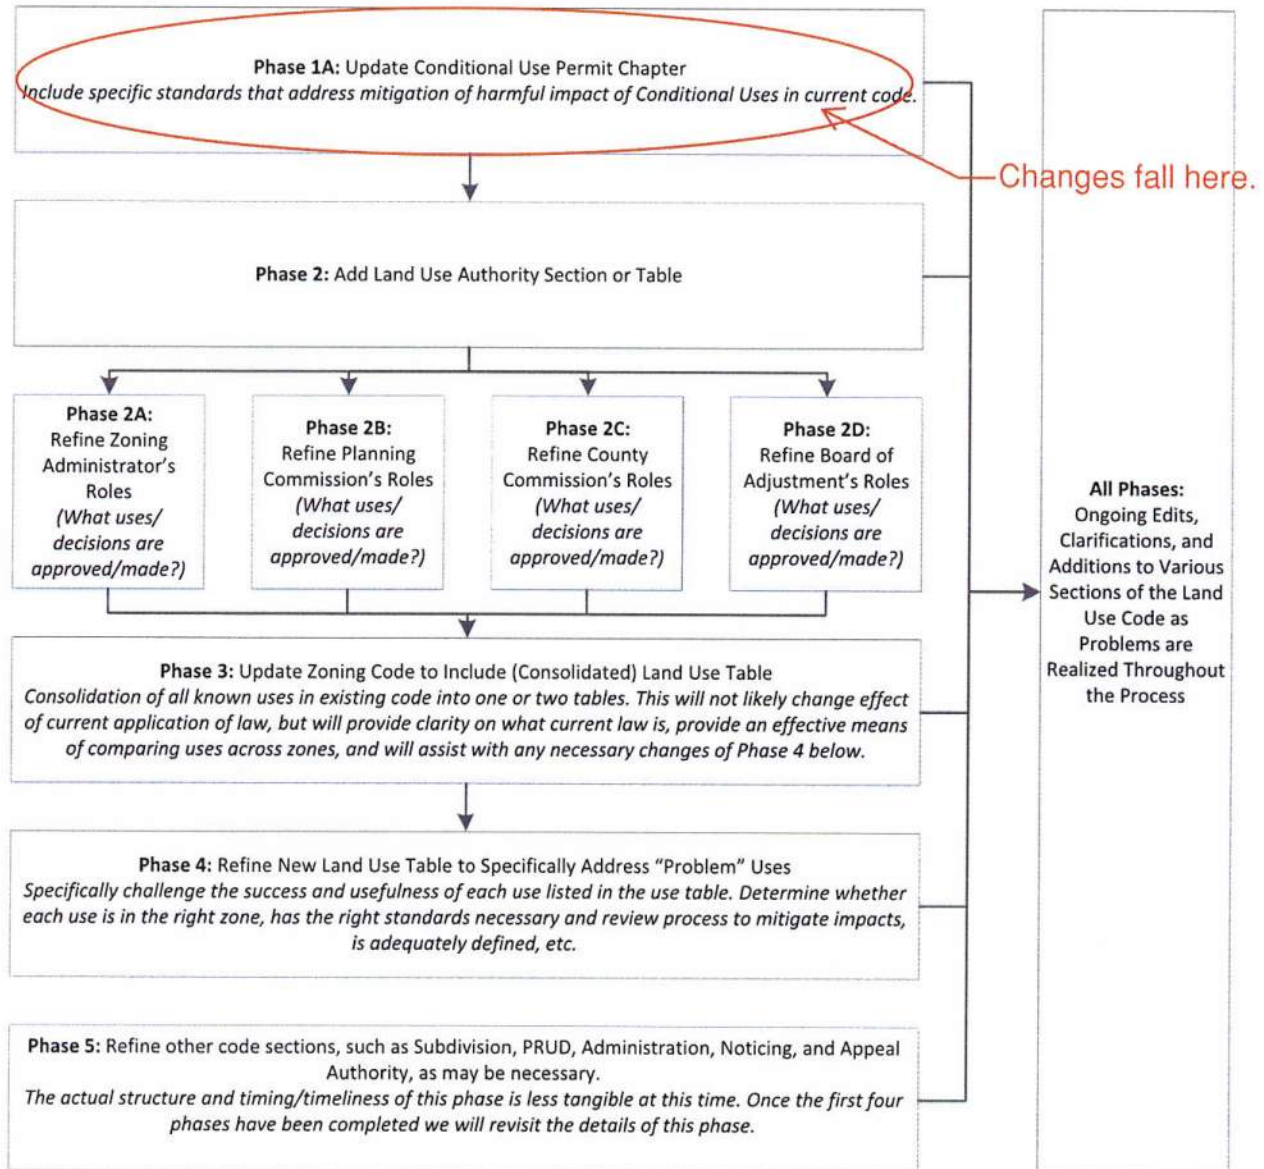 Phase 1A: Update Conditional Use Permit Chapter
Include specific standards that address mitigation of harmful impact of Conditional Uses in current code.
Changes fall here.
Phase 2: Add Land Use Authority Section or Table
Phase 2A:
Refine Zoning
Administrator's
Roles
(What uses/
decisions are
approved/made?)
Phase 2B:
Refine Planning
Commission's Roles
(What uses/
decisions are
approved/made?)
Phase 2C:
Refine County
Commission's Roles
(What uses/
decisions are
approved/made?)
Phase 2D:
Refine Board of
Adjustment's Roles
(What uses/
decisions are
approved/made?)
All Phases:
Ongoing Edits,
Clarifications, and
Additions to Various
Sections of the Land
Use Code as
Problems are
Realized Throughout
the Process
Phase 3: Update Zoning Code to Include (Consolidated) Land Use Table
Consolidation of all known uses in existing code into one or two tables. This will not likely change effect
of current application of law, but will provide clarity on what current law is, provide an effective means
of comparing uses across zones, and will assist with any necessary changes of Phase 4 below.
Phase 4: Refine New Land Use Table to Specifically Address “Problem” Uses
Specifically challenge the success and usefulness of each use listed in the use table. Determine whether
each use is in the right zone, has the right standards necessary and review process to mitigate impacts,
is adequately defined, etc.
Phase 5: Refine other code sections, such as Subdivision, PRUD, Administration, Noticing, and Appeal
Authority, as may be necessary.
The actual structure and timing/timeliness of this phase is less tangible at this time. Once the first four
phases have been completed we will revisit the details of this phase.